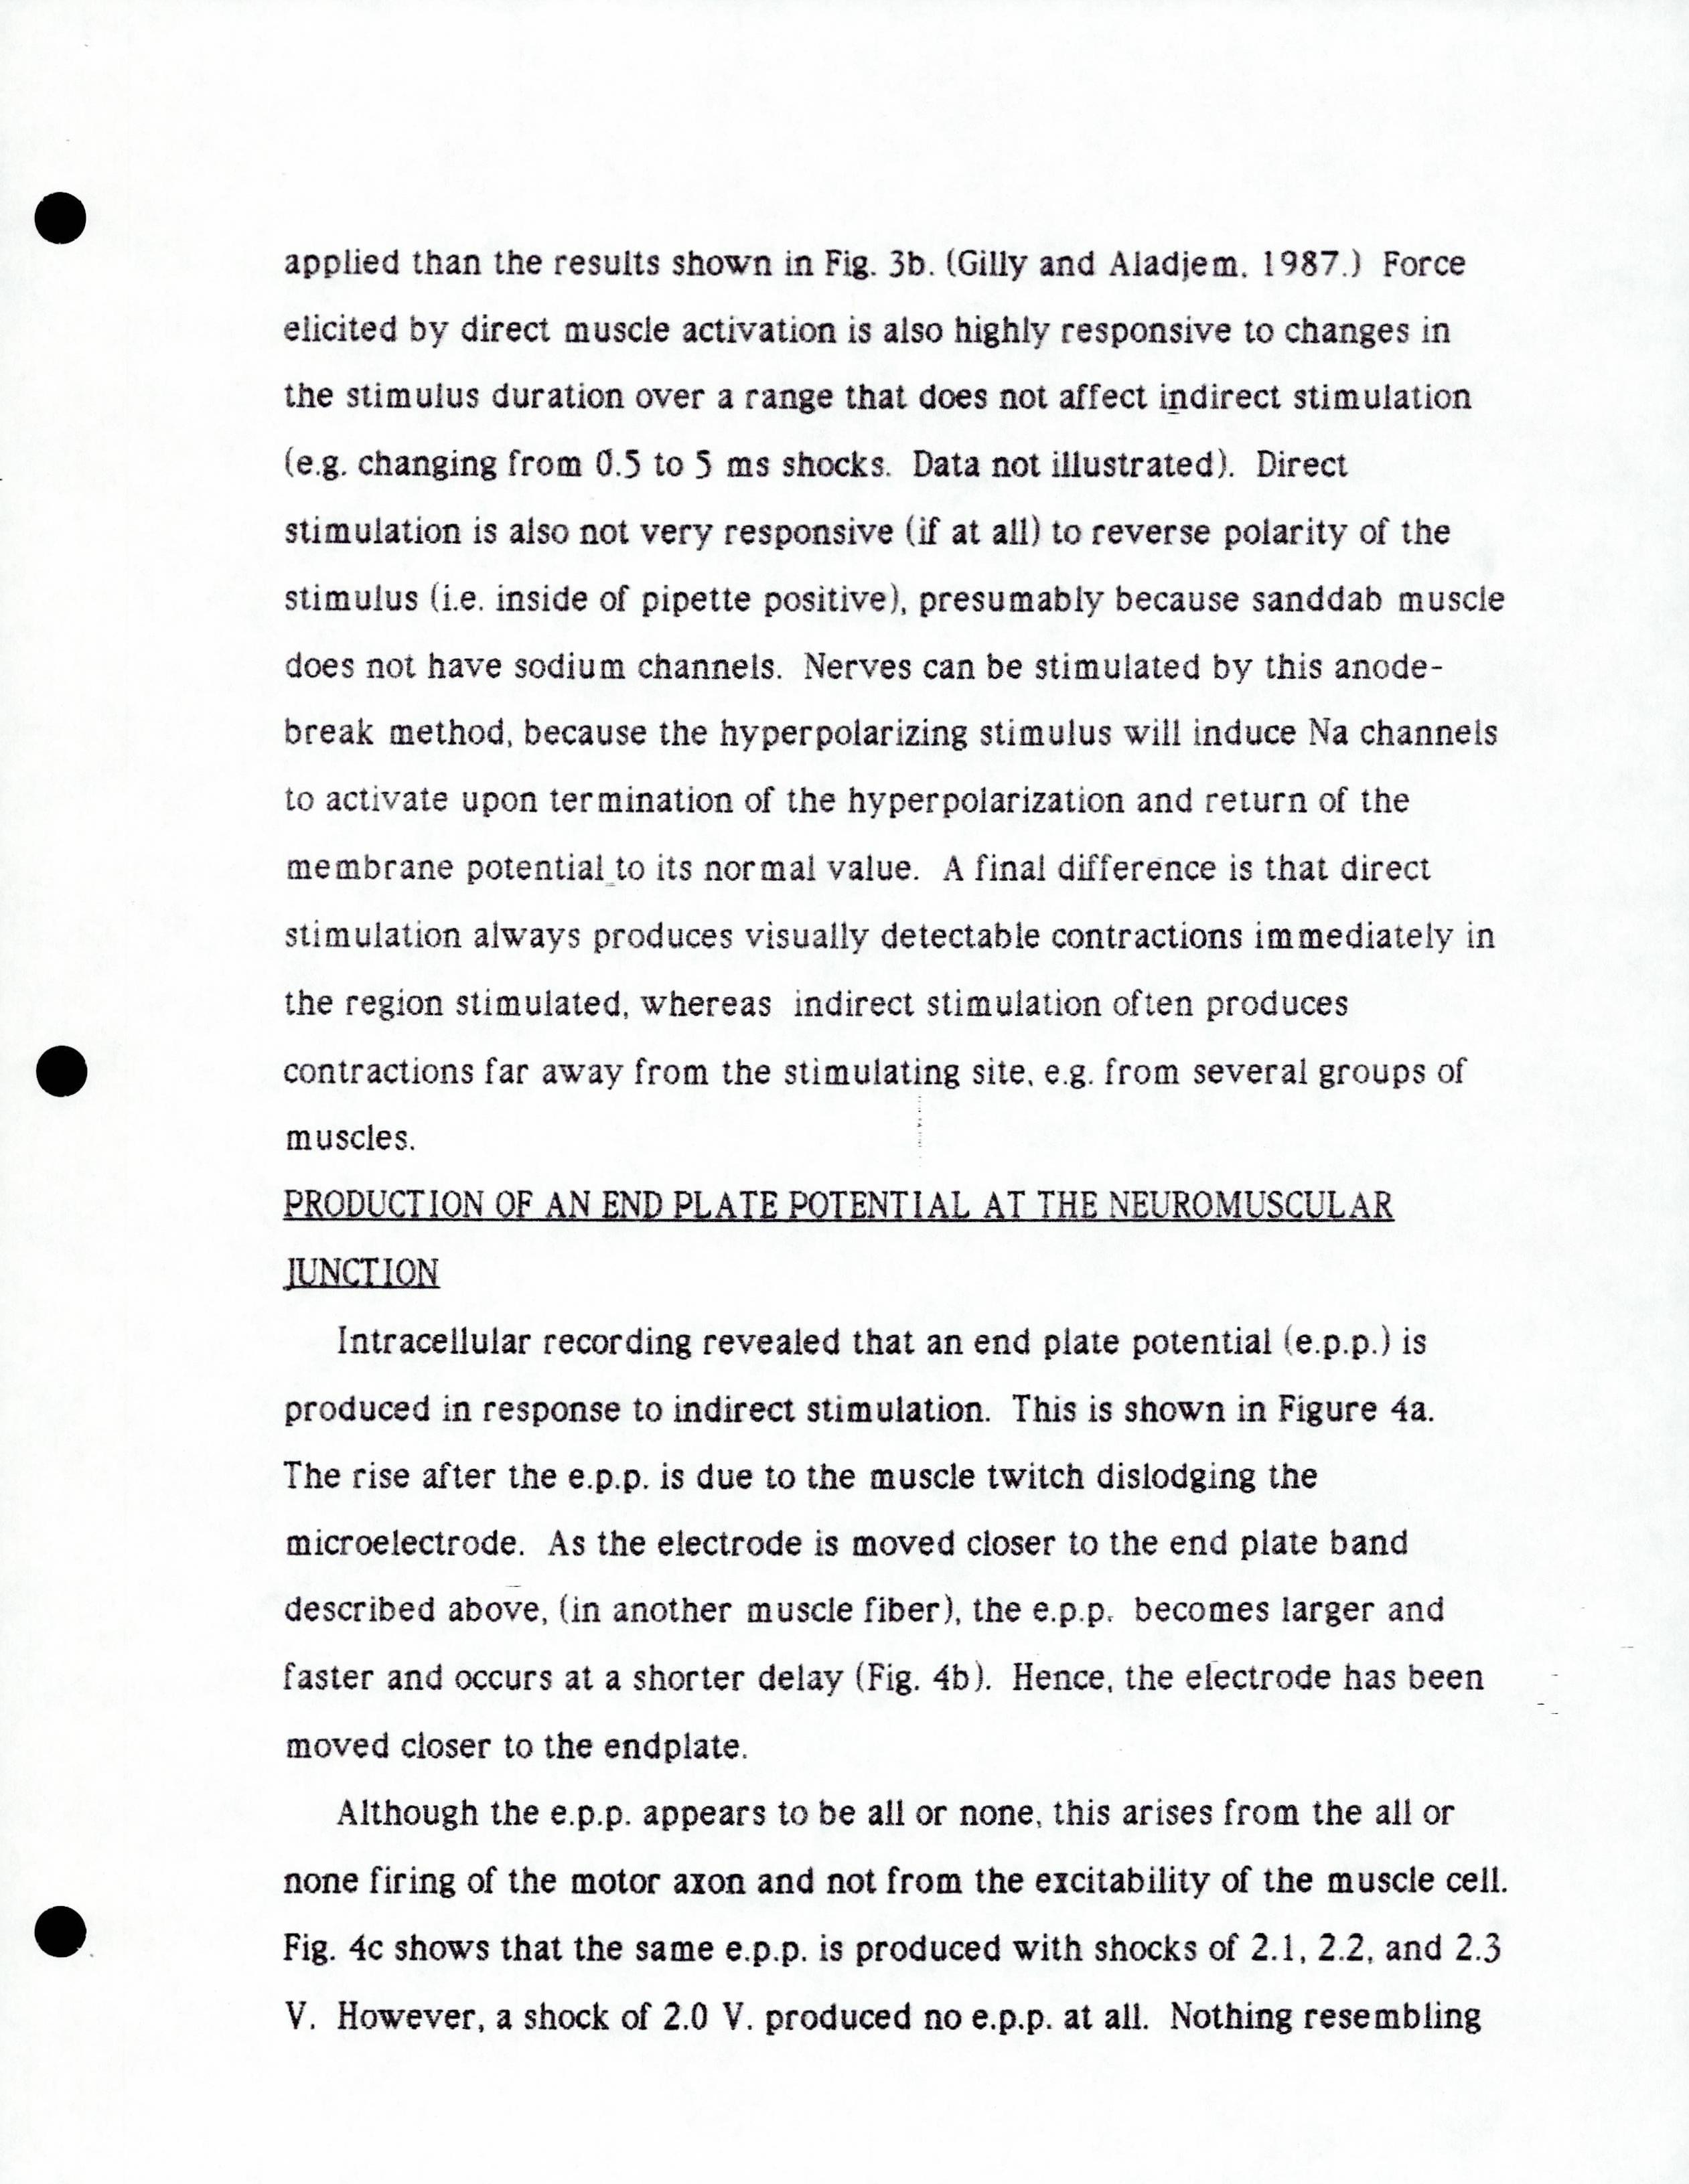 applied than the results shown in Fig. 3b. (Gilly and Aladjem, 1987.) Force
elicited by direct muscle activation is also highly responsive to changes in
the stimulus duration over a range that does not affect indirect stimulation
(e.g. changing from 0.5 to 5 ms shocks. Data not illustrated). Direct
stimulation is also not very responsive (if at all) to reverse polarity of the
stimulus (i.e. inside of pipette positive), presumably because sanddab muscle
does not have sodium channels. Nerves can be stimulated by this anode-
break method, because the hyperpolarizing stimulus will induce Na channels
to activate upon termination of the hyperpolarization and return of the
membrane potential to its normal value. A final difference is that direct
stimulation always produces visually detectable contractions immediately in
the region stimulated, whereas indirect stimulation often produces
contractions far away from the stimulating site, e.g. from several groups of
muscles.
PRODUCTION OF AN END PLATE POTENTIAL AT THE NEUROMUSCULAR
JUNCTION
Intracellular recording revealed that an end plate potential (e.p.p.) is
produced in response to indirect stimulation. This is shown in Figure 4a.
The rise after the e.p.p. is due to the muscle twitch dislodging the
microelectrode. As the electrode is moved closer to the end plate band
described above, (in another muscle fiber), the e.p.p. becomes larger and
faster and occurs at a shorter delay (Fig. 4b). Hence, the electrode has been
moved closer to the endplate.
Although the e.p.p. appears to be all or none, this arises from the all or
none firing of the motor axon and not from the excitability of the muscle cell.
Fig. 4c shows that the same e.p.p. is produced with shocks of 2.1, 2.2, and 2.3
V. However, a shock of 2.0 V. produced no e.p.p. at all. Nothing resembling